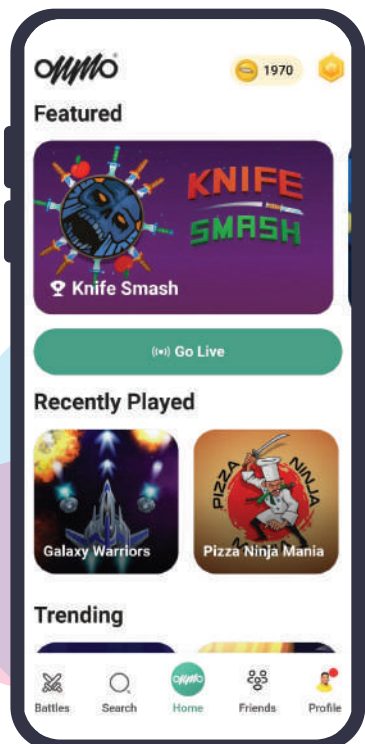 onmo
1970
Featured
KNIFE
SMASH
Knife Smash
Go Live
Recently Played
Galaxy Warriors
PIZZA NINJA
MANIA
Pizza Ninja Mania
Trending
Battles
Search
onmo
Home
Friends
Profile